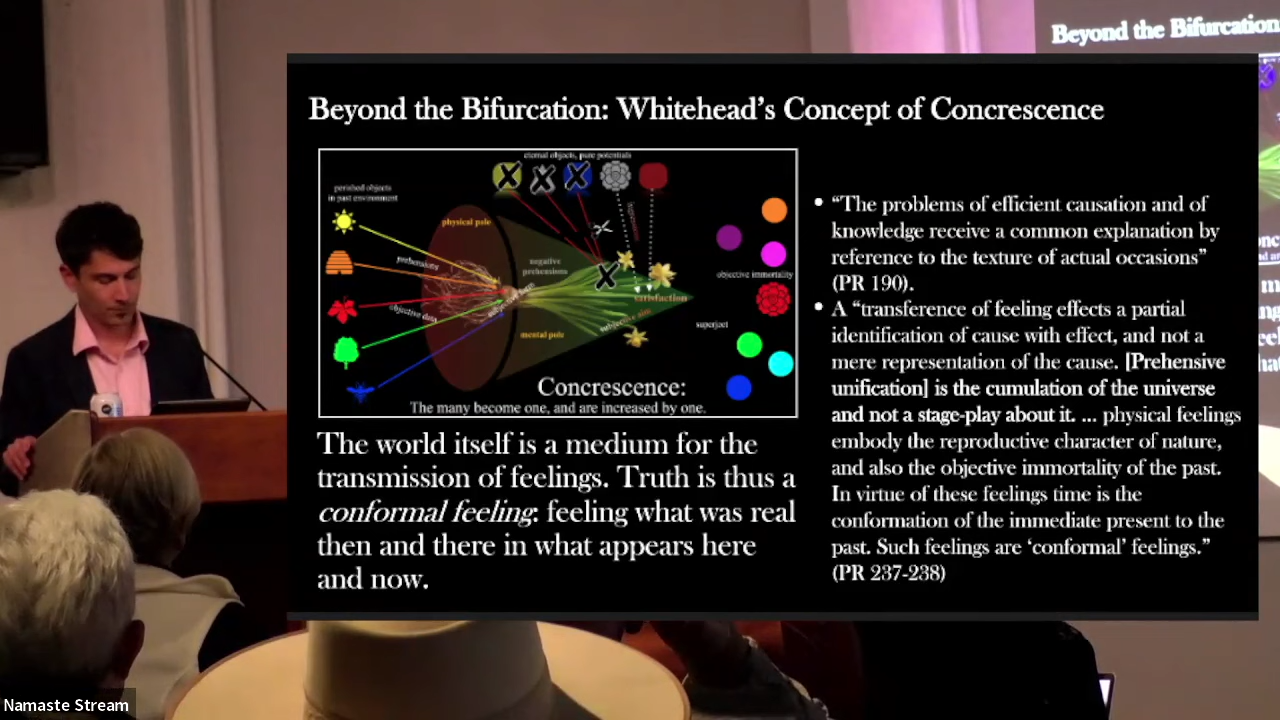 Beyond the Bifurcation
Beyond the Bifurcation: Whitehead's Concept of Concrescence
eternal objects, pure potentials
perished objects
in past environment
physical pole
prehensions
negative
prehensions
objective data
mental pole
subjective aim
satisfaction
objective immortality
superject
Concrescence:
The many become one, and are increased by one.
The world itself is a medium for the
transmission of feelings. Truth is thus a
conformal feeling: feeling what was real
then and there in what appears here
and now.
• “The problems of efficient causation and of
knowledge receive a common explanation by
reference to the texture of actual occasions”
(PR 190).
• A “transference of feeling effects a partial
identification of cause with effect, and not a
mere representation of the cause. [Prehensive
unification] is the cumulation of the universe
and not a stage-play about it. ... physical feelings
embody the reproductive character of nature,
and also the objective immortality of the past.
In virtue of these feelings time is the
conformation of the immediate present to the
past. Such feelings are ‘conformal’ feelings.”
(PR 237-238)
Namaste Stream